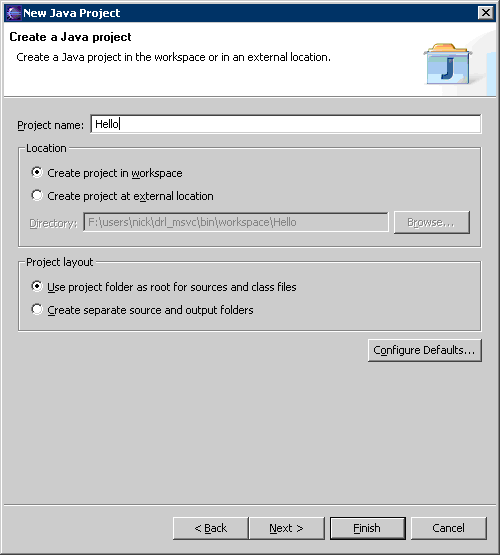 New Java Project
Create a Java project
Create a Java project in the workspace or in an external location.
J
Project name: Hello
Location
Create project in workspace
Create project at external location
Directory: F:\users\nick\drl_msvc\bin\workspace\Hello Browse...
Project layout
Use project folder as root for sources and class files
Create separate source and output folders
Configure Defaults...
< Back Next > Finish Cancel